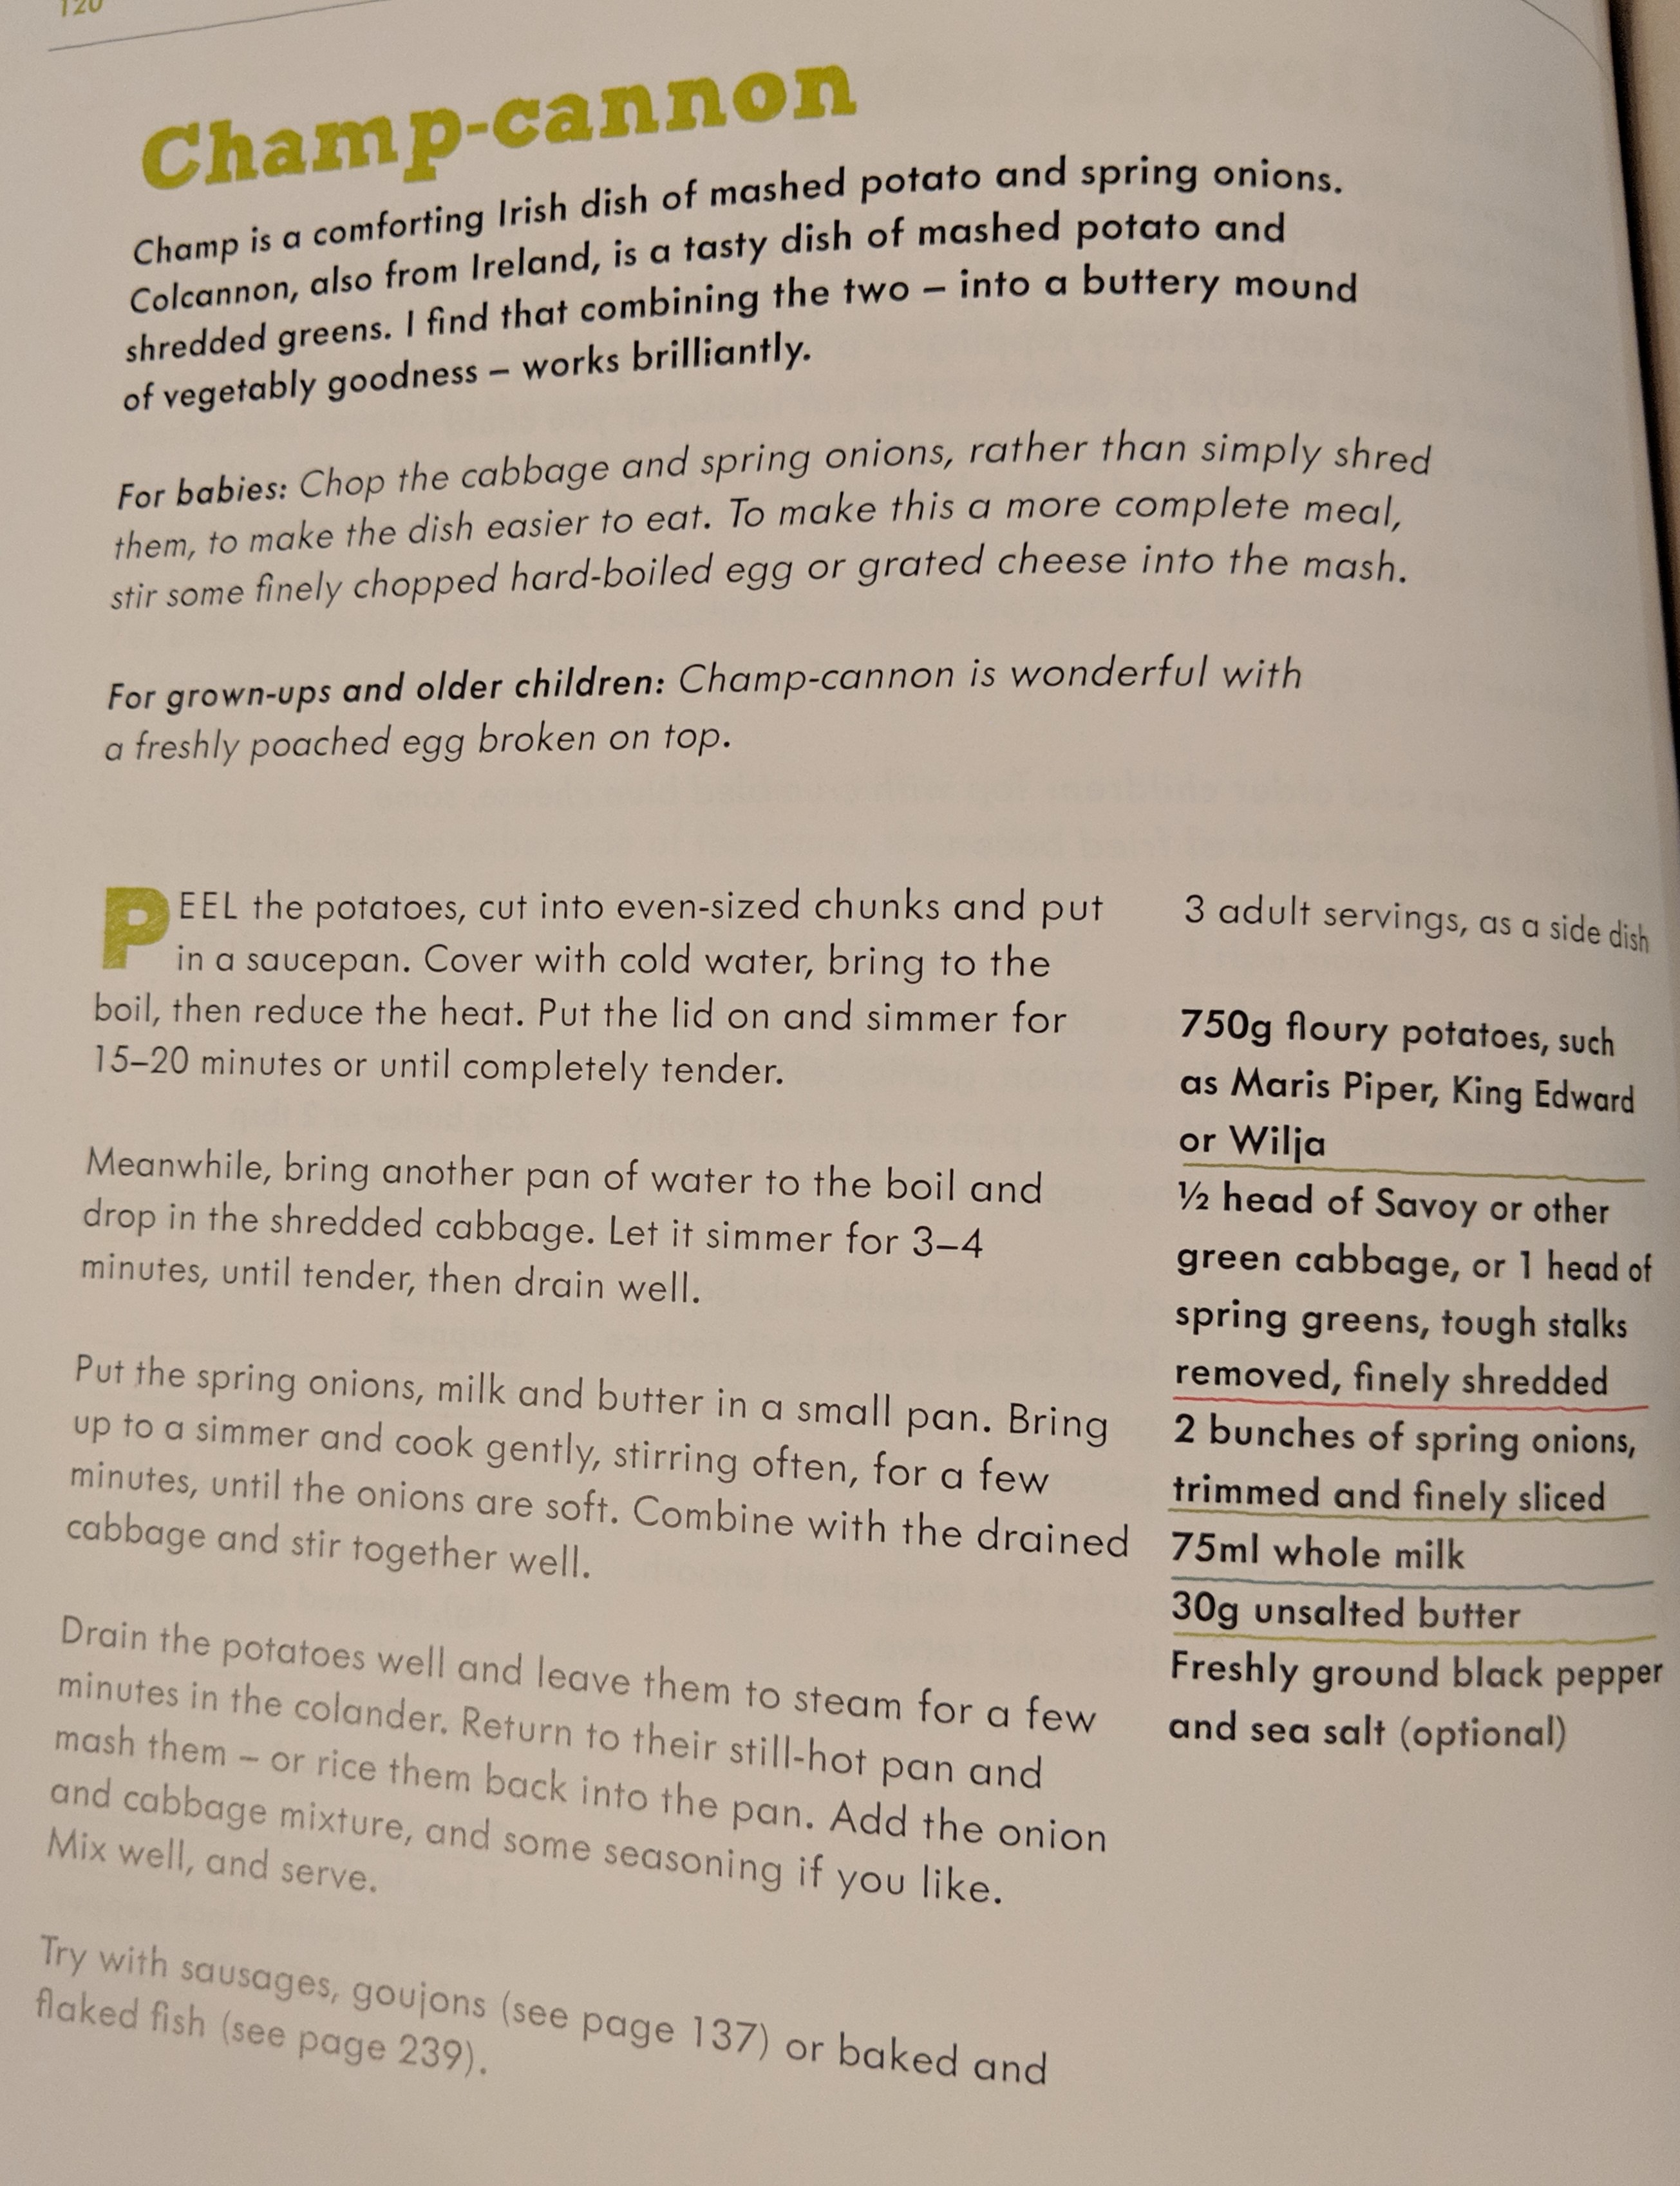 120
Champ-cannon
Champ is a comforting Irish dish of mashed potato and spring onions.
Colcannon, also from Ireland, is a tasty dish of mashed potato and
shredded greens. I find that combining the two – into a buttery mound
of vegetably goodness – works brilliantly.
For babies: Chop the cabbage and spring onions, rather than simply shred
them, to make the dish easier to eat. To make this a more complete meal,
stir some finely chopped hard-boiled egg or grated cheese into the mash.
For grown-ups and older children: Champ-cannon is wonderful with
a freshly poached egg broken on top.
PEEL the potatoes, cut into even-sized chunks and put
in a saucepan. Cover with cold water, bring to the
boil, then reduce the heat. Put the lid on and simmer for
15–20 minutes or until completely tender.
Meanwhile, bring another pan of water to the boil and
drop in the shredded cabbage. Let it simmer for 3–4
minutes, until tender, then drain well.
Put the spring onions, milk and butter in a small pan. Bring
up to a simmer and cook gently, stirring often, for a few
minutes, until the onions are soft. Combine with the drained
cabbage and stir together well.
Drain the potatoes well and leave them to steam for a few
minutes in the colander. Return to their still-hot pan and
mash them – or rice them back into the pan. Add the onion
and cabbage mixture, and some seasoning if you like.
Mix well, and serve.
Try with sausages, goujons (see page 137) or baked and
flaked fish (see page 239).
3 adult servings, as a side dish
750g floury potatoes, such
as Maris Piper, King Edward
or Wilja
½ head of Savoy or other
green cabbage, or 1 head of
spring greens, tough stalks
removed, finely shredded
2 bunches of spring onions,
trimmed and finely sliced
75ml whole milk
30g unsalted butter
Freshly ground black pepper
and sea salt (optional)